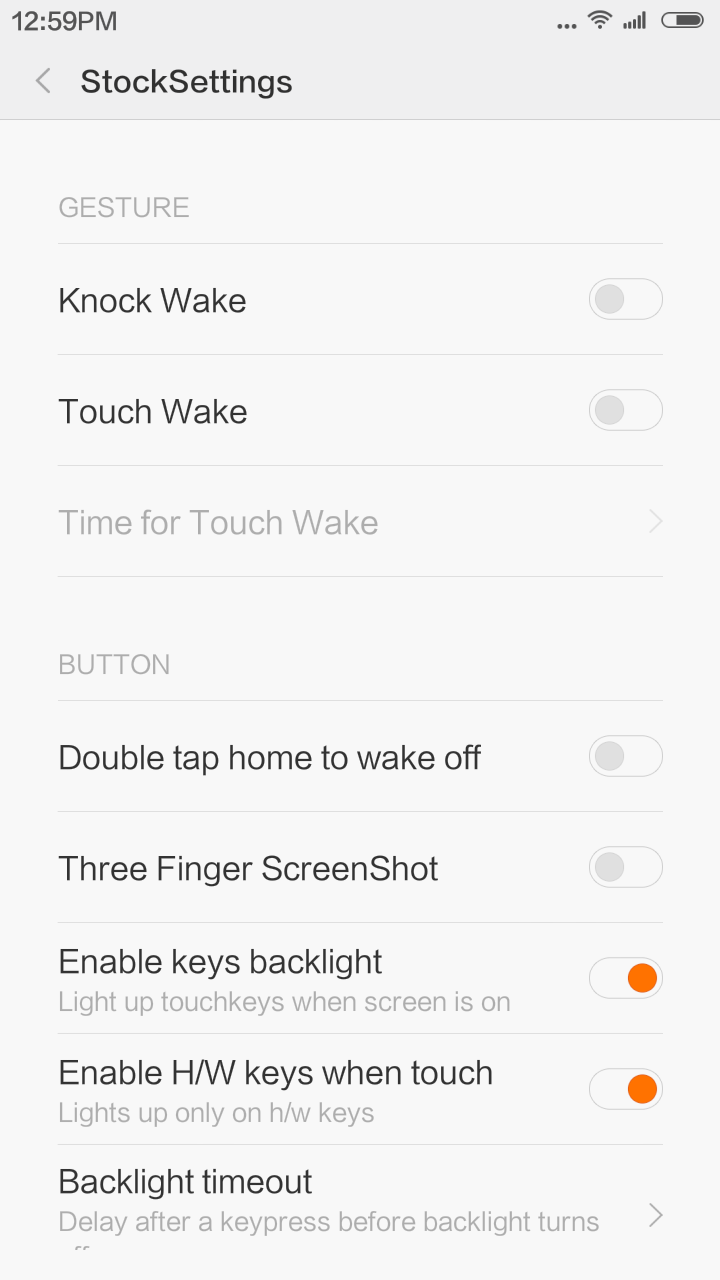 12:59PM
StockSettings
GESTURE
Knock Wake
Touch Wake
Time for Touch Wake
BUTTON
Double tap home to wake off
Three Finger ScreenShot
Enable keys backlight
Light up touchkeys when screen is on
Enable H/W keys when touch
Lights up only on h/w keys
Backlight timeout
Delay after a keypress before backlight turns